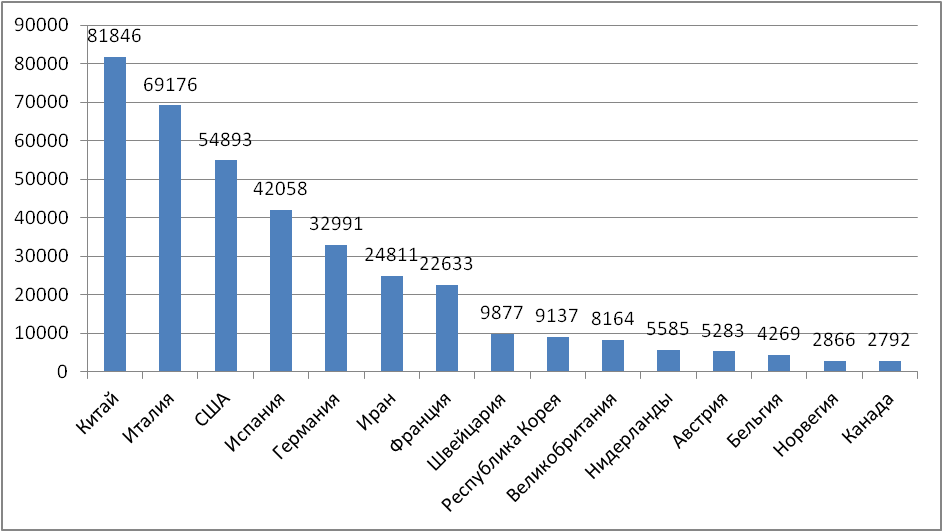 90000
80000
70000
60000
50000
40000
30000
20000
10000
0
81846
69176
54893
42058
32991
24811
22633
9877
9137
8164
5585
5283
4269
2866
2792
Китай
Италия
США
Испания
Германия
Иран
Франция
Швейцария
Республика Корея
Великобритания
Нидерланды
Австрия
Бельгия
Норвегия
Канада